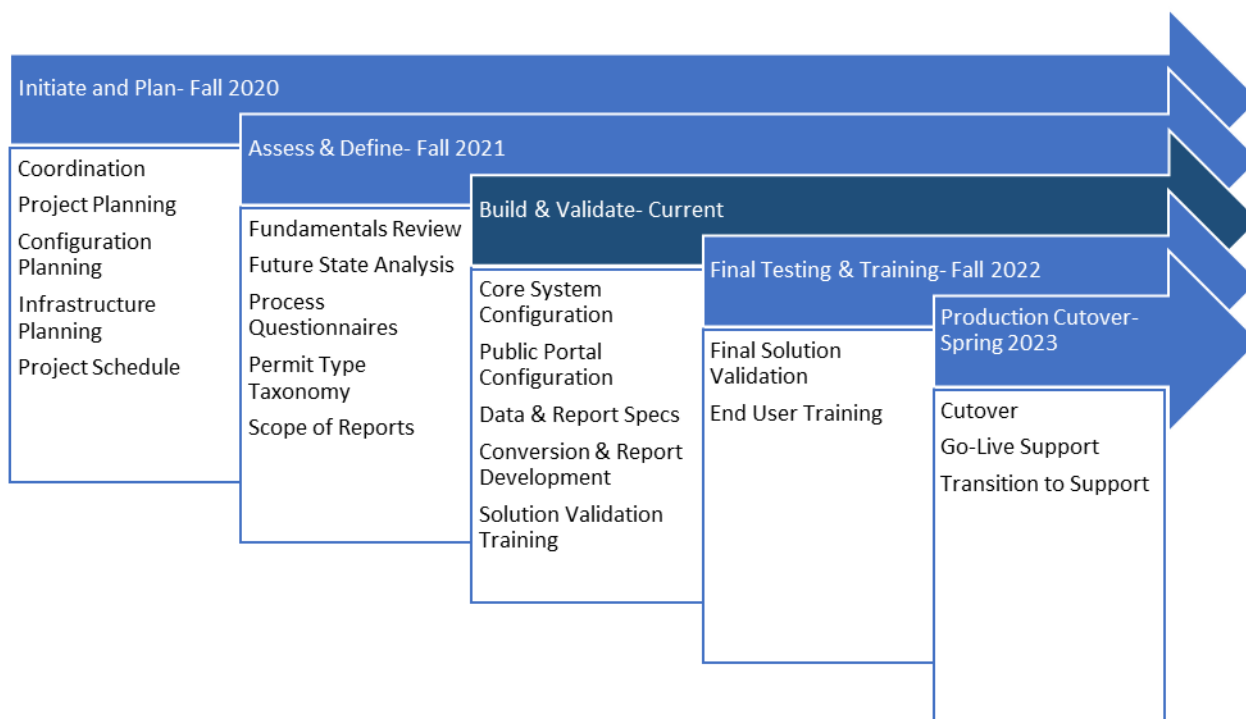 Initiate and Plan- Fall 2020
Coordination
Project Planning
Configuration
Planning
Infrastructure
Planning
Project Schedule
Assess & Define- Fall 2021
Fundamentals Review
Future State Analysis
Process
Questionnaires
Permit Type
Taxonomy
Scope of Reports
Build & Validate- Current
Core System
Configuration
Public Portal
Configuration
Data & Report Specs
Conversion & Report
Development
Solution Validation
Training
Final Testing & Training- Fall 2022
Final Solution
Validation
End User Training
Production Cutover-
Spring 2023
Cutover
Go-Live Support
Transition to Support